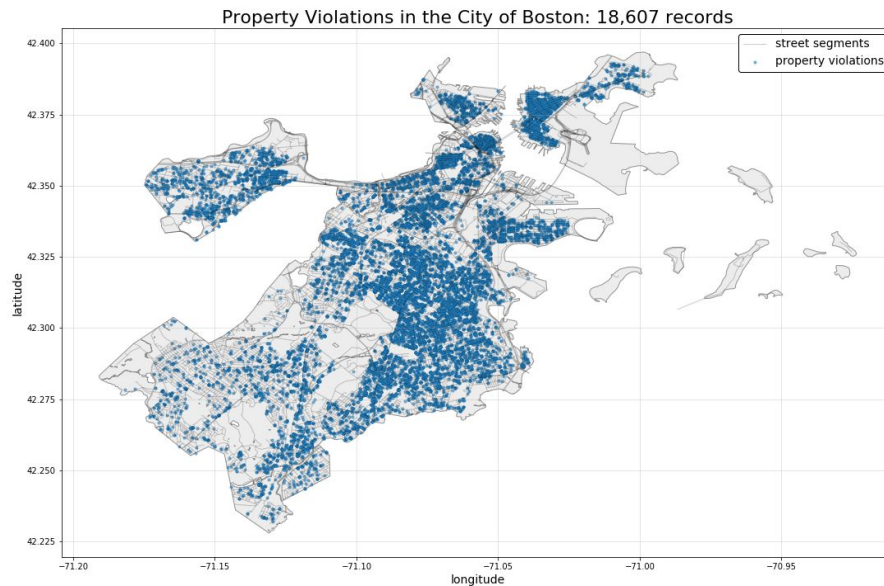 Property Violations in the City of Boston: 18,607 records
street segments
property violations
42.400
42.375
42.350
42.325
42.300
42.275
42.250
42.225
latitude
−71.20
−71.15
−71.10
−71.05
−71.00
−70.95
longitude